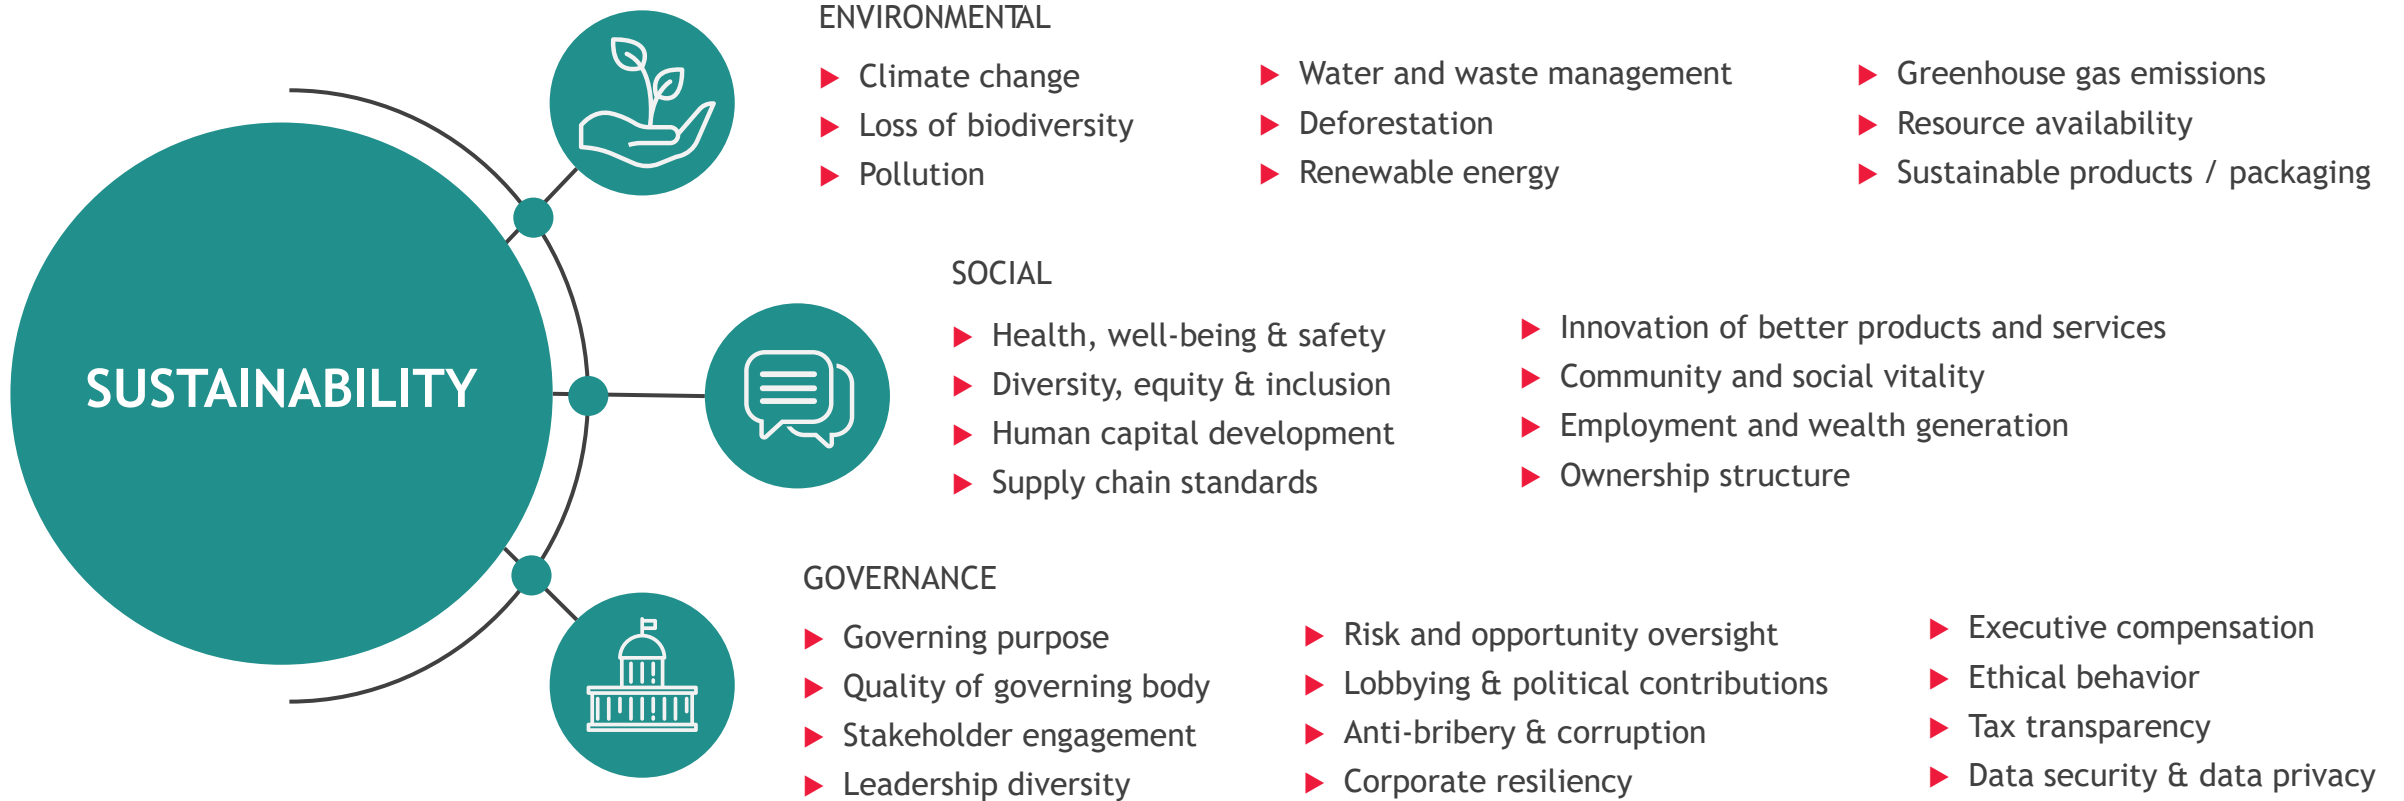 SUSTAINABILITY
ENVIRONMENTAL
Climate change
Loss of biodiversity
Pollution
Water and waste management
Deforestation
Renewable energy
Greenhouse gas emissions
Resource availability
Sustainable products / packaging
SOCIAL
Health, well-being & safety
Diversity, equity & inclusion
Human capital development
Supply chain standards
Innovation of better products and services
Community and social vitality
Employment and wealth generation
Ownership structure
GOVERNANCE
Governing purpose
Quality of governing body
Stakeholder engagement
Leadership diversity
Risk and opportunity oversight
Lobbying & political contributions
Anti-bribery & corruption
Corporate resiliency
Executive compensation
Ethical behavior
Tax transparency
Data security & data privacy